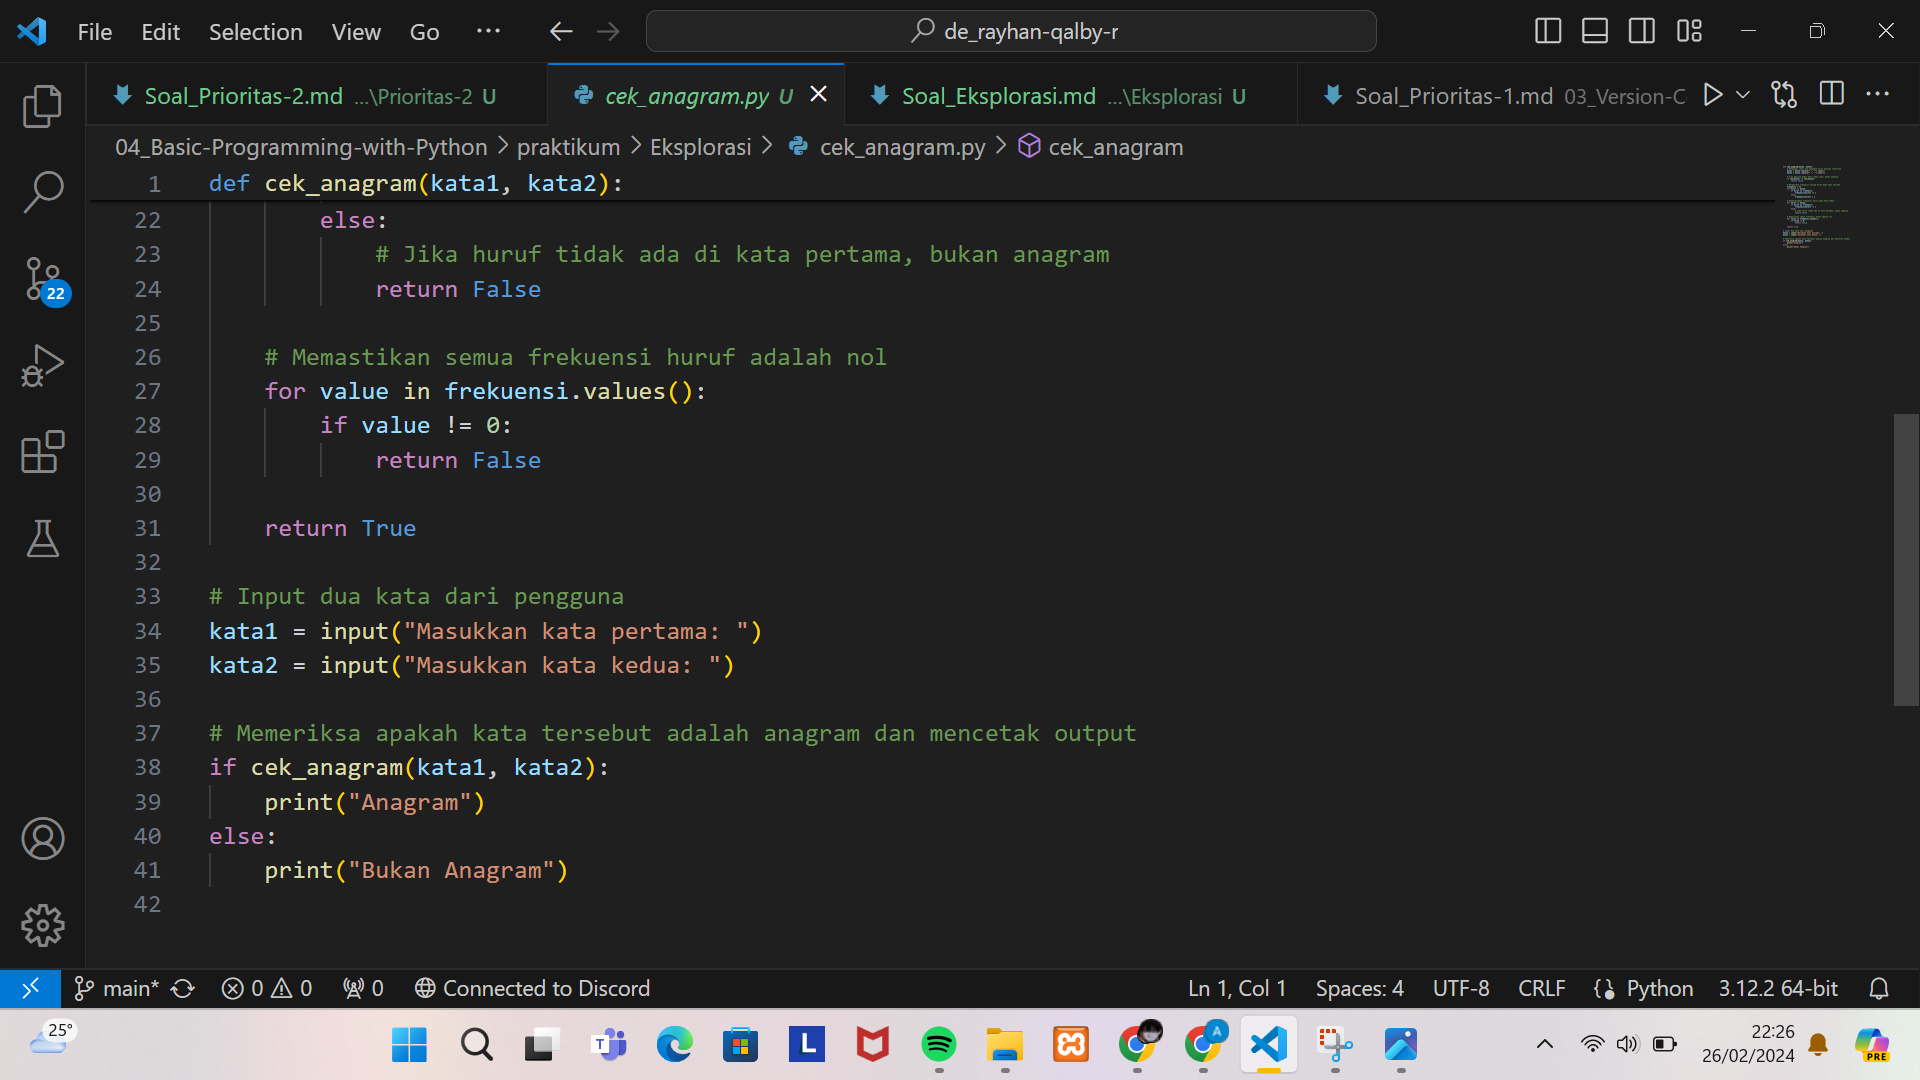 File Edit Selection View Go ··· de_rayhan-qalby-r
Soal_Prioritas-2.md ...\Prioritas-2 U cek_anagram.py U Soal_Eksplorasi.md ...\Eksplorasi U Soal_Prioritas-1.md 03_Version-C
04_Basic-Programming-with-Python > praktikum > Eksplorasi > cek_anagram.py > cek_anagram
1 def cek_anagram(kata1, kata2):
22 else:
23 # Jika huruf tidak ada di kata pertama, bukan anagram
24 return False
25
26 # Memastikan semua frekuensi huruf adalah nol
27 for value in frekuensi.values():
28 if value != 0:
29 return False
30
31 return True
32
33 # Input dua kata dari pengguna
34 kata1 = input("Masukkan kata pertama: ")
35 kata2 = input("Masukkan kata kedua: ")
36
37 # Memeriksa apakah kata tersebut adalah anagram dan mencetak output
38 if cek_anagram(kata1, kata2):
39 print("Anagram")
40 else:
41 print("Bukan Anagram")
42
22
main* 0 0 0 Connected to Discord Ln 1, Col 1 Spaces: 4 UTF-8 CRLF Python 3.12.2 64-bit
25° T L A 22:26
26/02/2024 PRE